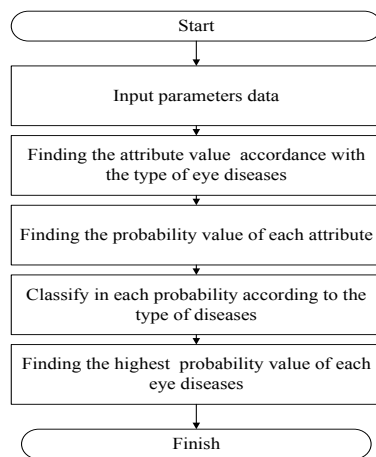 Start
Input parameters data
Finding the attribute value accordance with
the type of eye diseases
Finding the probability value of each attribute
Classify in each probability according to the
type of diseases
Finding the highest probability value of each
eye diseases
Finish